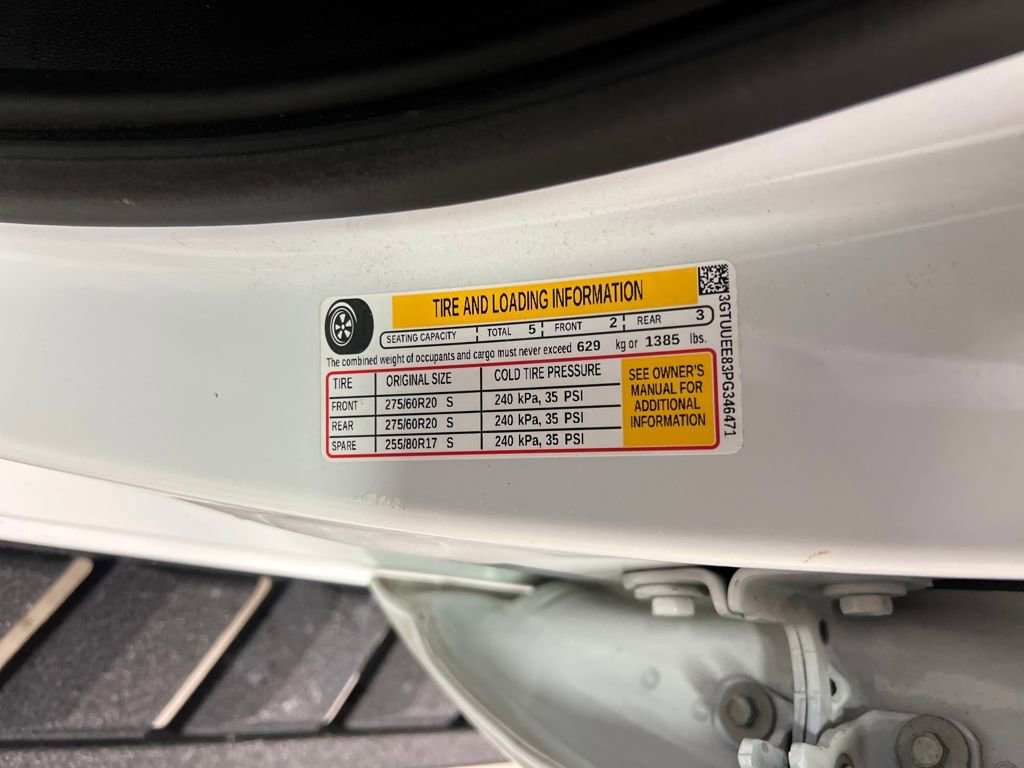 TIRE AND LOADING INFORMATION
SEATING CAPACITY TOTAL 5 FRONT 2 REAR 3
The combined weight of occupants and cargo must never exceed 629 kg or 1385 lbs.
TIRE ORIGINAL SIZE COLD TIRE PRESSURE
FRONT 275/60R20 S 240 kPa, 35 PSI
REAR 275/60R20 S 240 kPa, 35 PSI
SPARE 255/80R17 S 240 kPa, 35 PSI
SEE OWNER'S
MANUAL FOR
ADDITIONAL
INFORMATION
3GTUUEE83PG346471